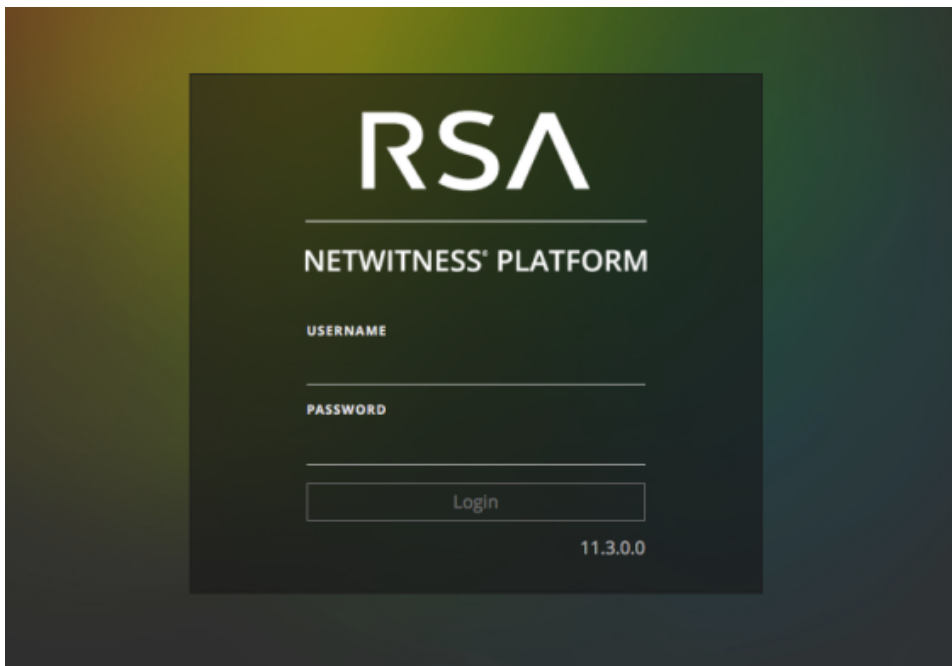 RSA
NETWITNESS® PLATFORM
USERNAME
PASSWORD
Login
11.3.0.0